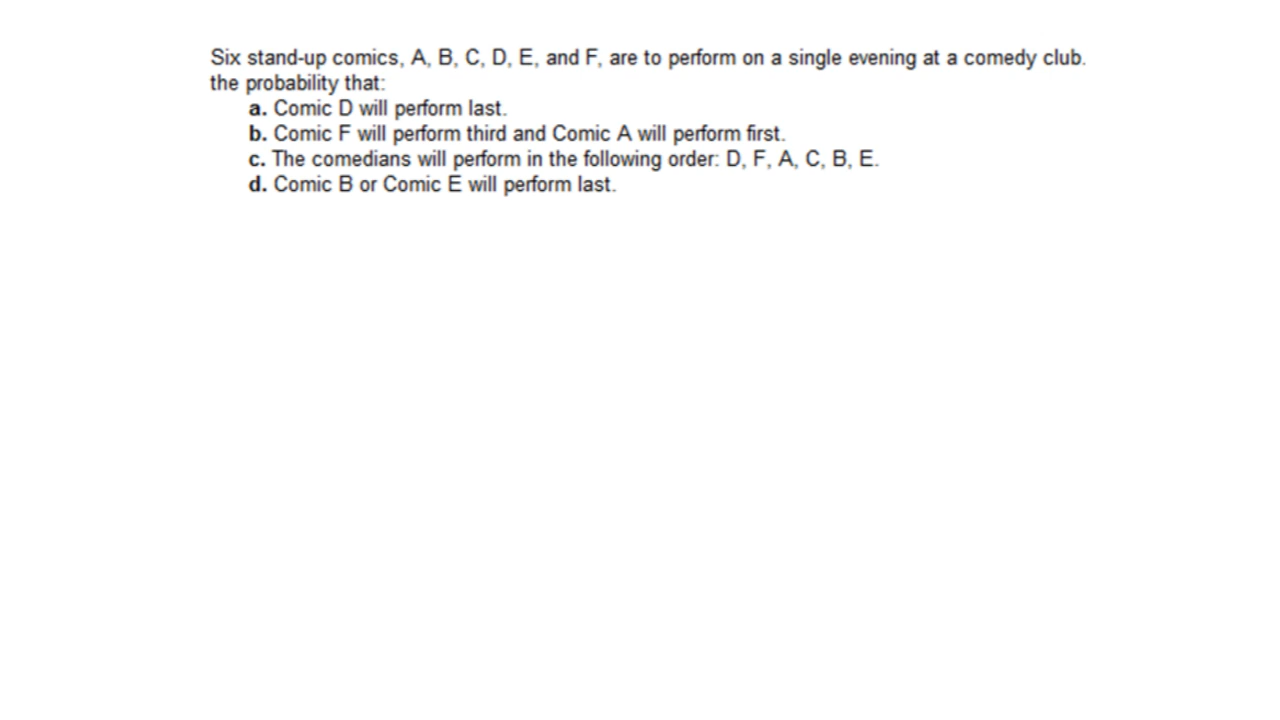 Six stand-up comics, A, B, C, D, E, and F, are to perform on a single evening at a comedy club.
the probability that:
a. Comic D will perform last.
b. Comic F will perform third and Comic A will perform first.
c. The comedians will perform in the following order: D, F, A, C, B, E.
d. Comic B or Comic E will perform last.